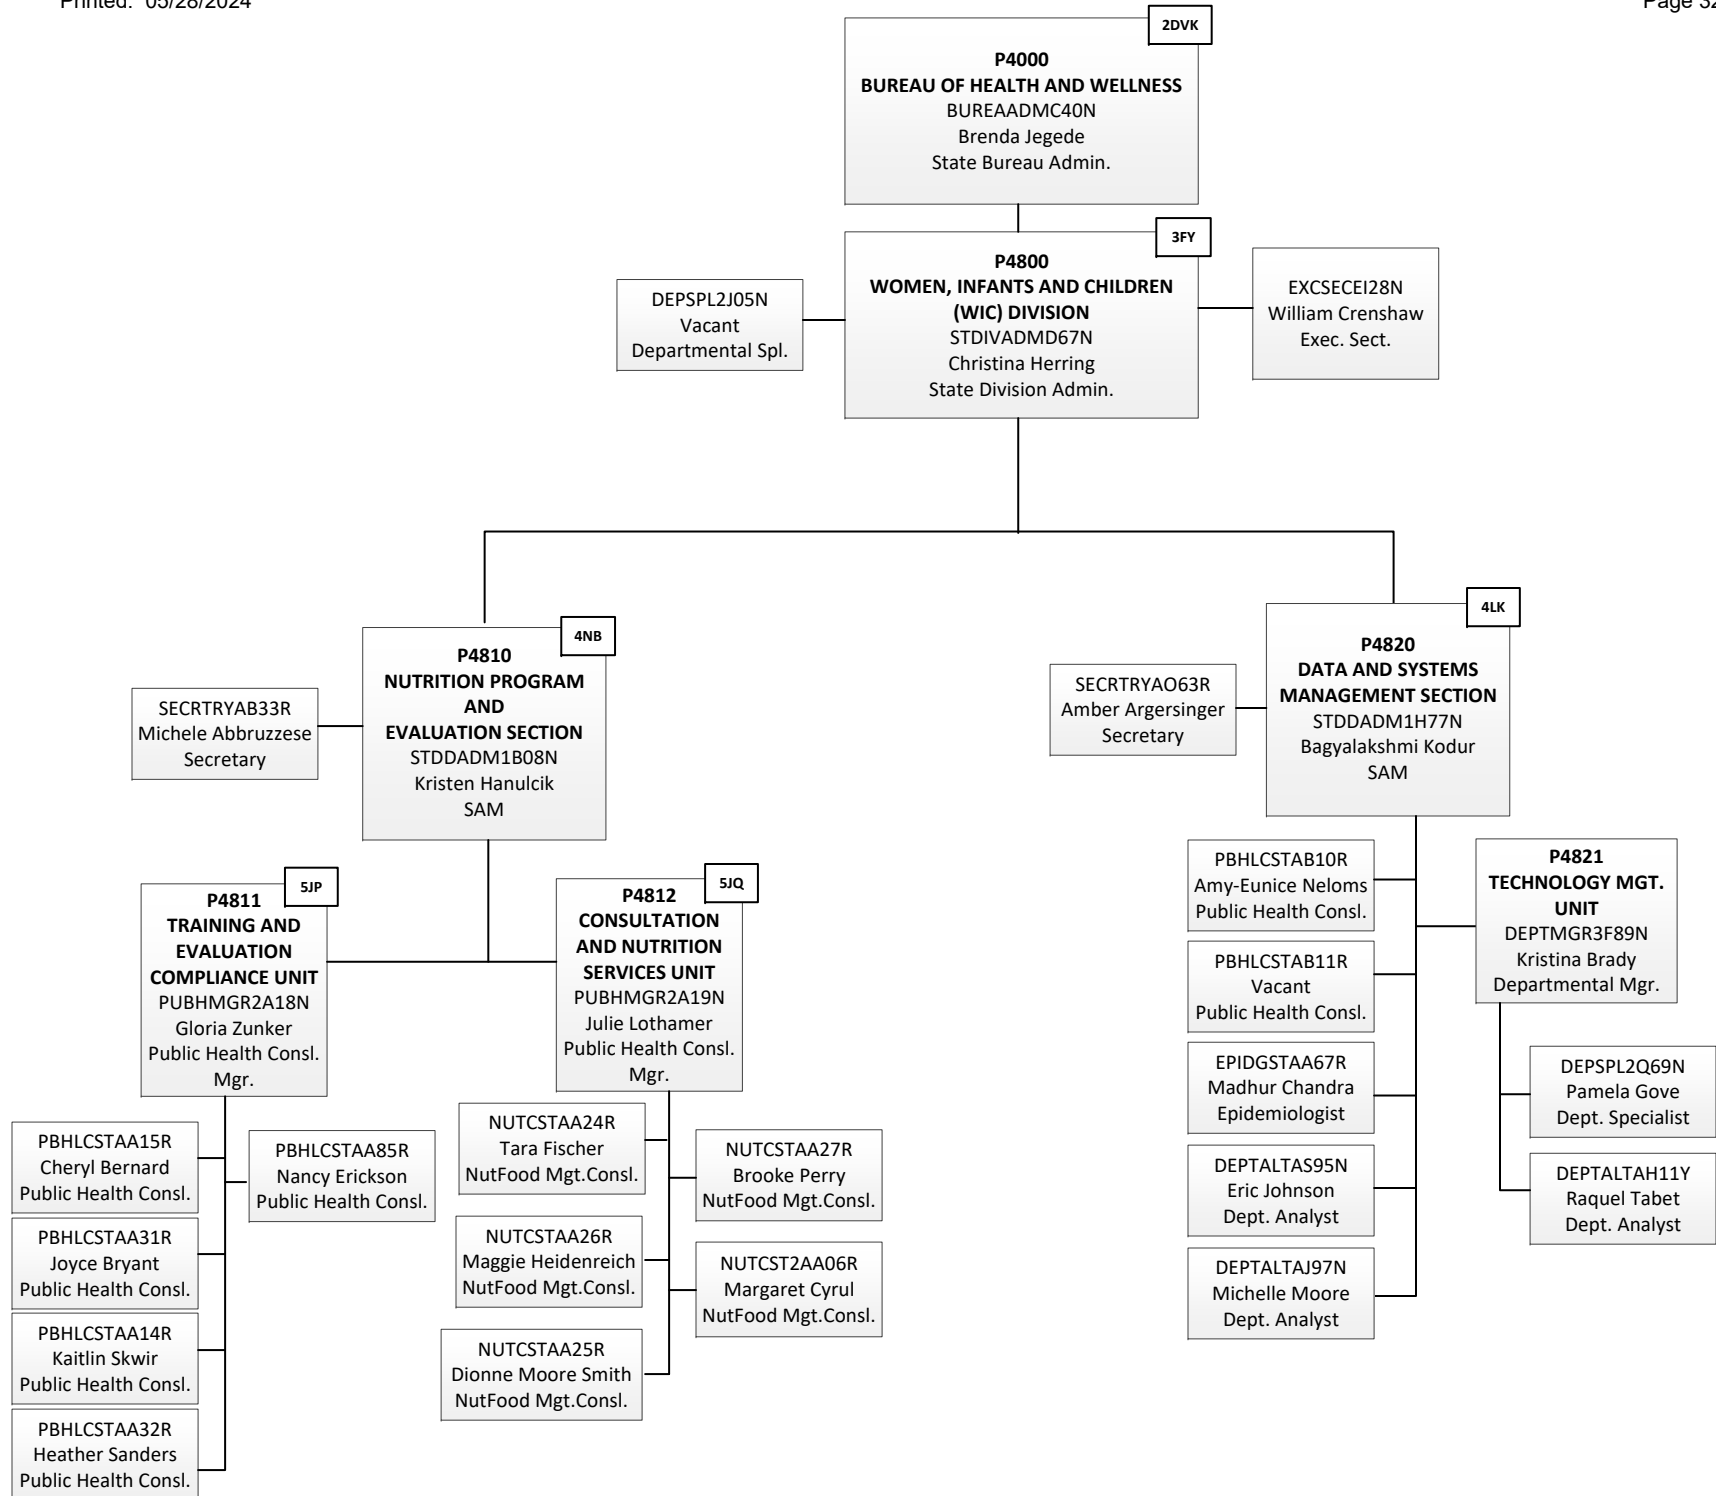 Printed: 05/28/2024
Page 32
2DVK
P4000
BUREAU OF HEALTH AND WELLNESS
BUREAADMC40N
Brenda Jegede
State Bureau Admin.
3FY
P4800
WOMEN, INFANTS AND CHILDREN
(WIC) DIVISION
STDIVADMD67N
Christina Herring
State Division Admin.
DEPSPL2J05N
Vacant
Departmental Spl.
EXCSECEI28N
William Crenshaw
Exec. Sect.
4NB
P4810
NUTRITION PROGRAM
AND
EVALUATION SECTION
STDDADM1B08N
Kristen Hanulcik
SAM
SECRTRYAB33R
Michele Abbruzzese
Secretary
4LK
P4820
DATA AND SYSTEMS
MANAGEMENT SECTION
STDDADM1H77N
Bagyalakshmi Kodur
SAM
SECRTRYAO63R
Amber Argersinger
Secretary
5JP
P4811
TRAINING AND
EVALUATION
COMPLIANCE UNIT
PUBHMGR2A18N
Gloria Zunker
Public Health Consl.
Mgr.
5JQ
P4812
CONSULTATION
AND NUTRITION
SERVICES UNIT
PUBHMGR2A19N
Julie Lothamer
Public Health Consl.
Mgr.
PBHLCSTAB10R
Amy-Eunice Neloms
Public Health Consl.
PBHLCSTAB11R
Vacant
Public Health Consl.
EPIDGSTAA67R
Madhur Chandra
Epidemiologist
DEPTALTAS95N
Eric Johnson
Dept. Analyst
DEPTALTAJ97N
Michelle Moore
Dept. Analyst
P4821
TECHNOLOGY MGT.
UNIT
DEPTMGR3F89N
Kristina Brady
Departmental Mgr.
DEPSPL2Q69N
Pamela Gove
Dept. Specialist
DEPTALTAH11Y
Raquel Tabet
Dept. Analyst
PBHLCSTAA15R
Cheryl Bernard
Public Health Consl.
PBHLCSTAA85R
Nancy Erickson
Public Health Consl.
PBHLCSTAA31R
Joyce Bryant
Public Health Consl.
PBHLCSTAA14R
Kaitlin Skwir
Public Health Consl.
PBHLCSTAA32R
Heather Sanders
Public Health Consl.
NUTCSTAA24R
Tara Fischer
NutFood Mgt.Consl.
NUTCSTAA27R
Brooke Perry
NutFood Mgt.Consl.
NUTCSTAA26R
Maggie Heidenreich
NutFood Mgt.Consl.
NUTCST2AA06R
Margaret Cyrul
NutFood Mgt.Consl.
NUTCSTAA25R
Dionne Moore Smith
NutFood Mgt.Consl.